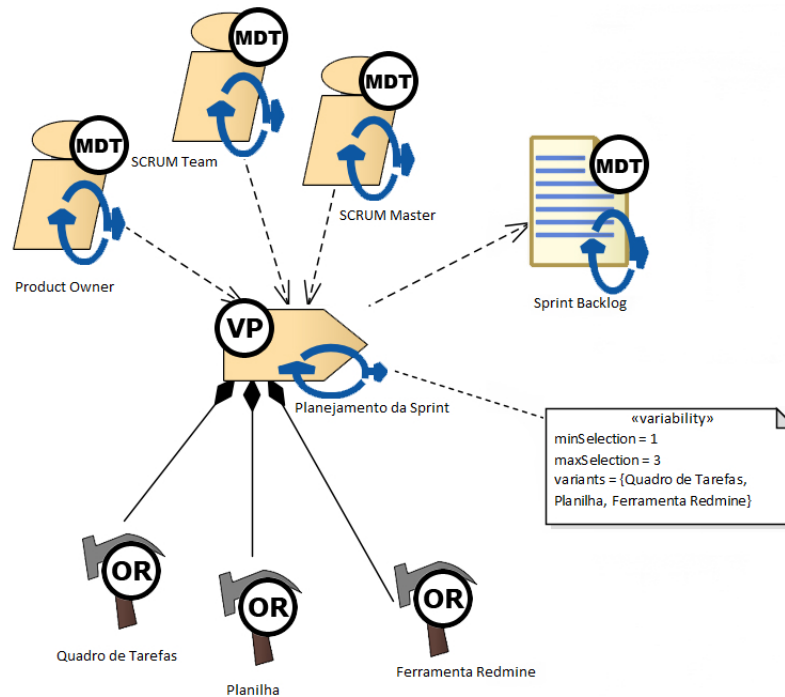 MDT
MDT
SCRUM Team
MDT
SCRUM Master
MDT
Product Owner
MDT
Sprint Backlog
VP
Planejamento da Sprint
«variability»
minSelection = 1
maxSelection = 3
variants = {Quadro de Tarefas,
Planilha, Ferramenta Redmine}
OR
Quadro de Tarefas
OR
Planilha
OR
Ferramenta Redmine